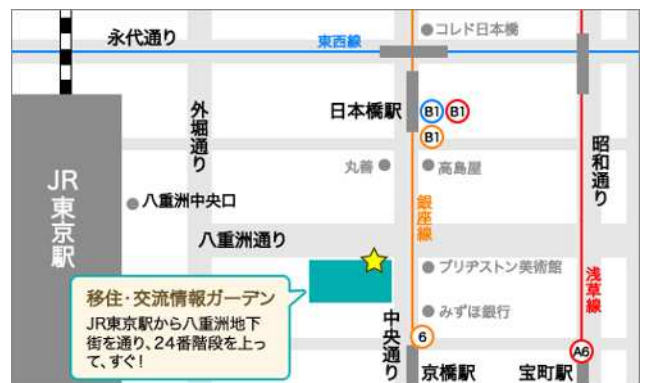 永代通り
東西線
コレド日本橋
外堀通り
日本橋駅
B1
B1
B1
昭和通り
丸善
高島屋
JR東京駅
八重洲中央口
銀座線
八重洲通り
ブリヂストン美術館
浅草線
移住・交流情報ガーデン
JR東京駅から八重洲地下
街を通り、24番階段を上っ
て、すぐ!
みずほ銀行
中央通り
6
A6
京橋駅
宝町駅